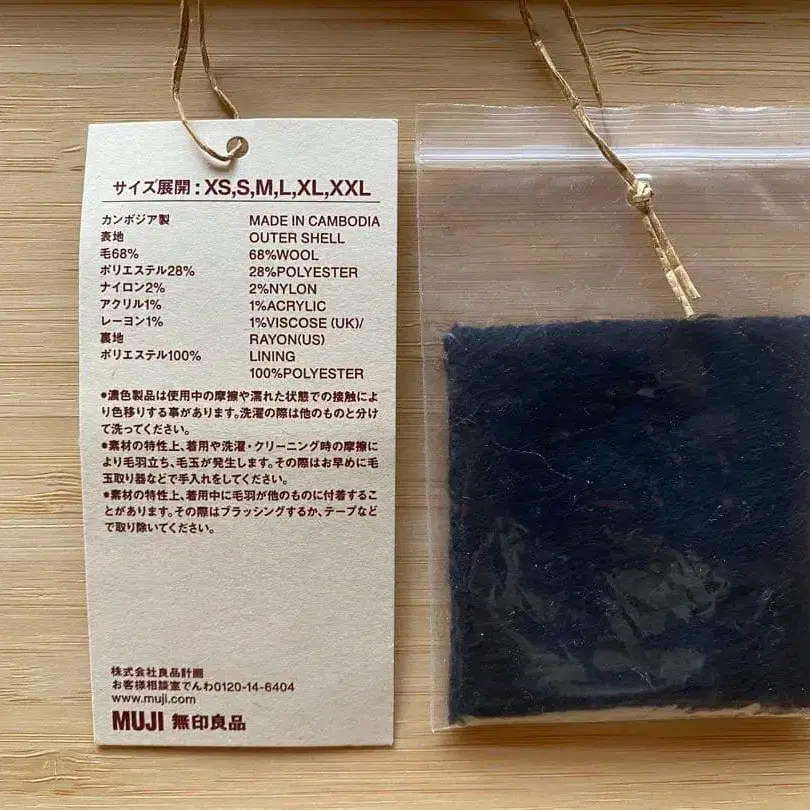 サイズ展開 : XS,S,M,L,XL,XXL
カンボジア製 MADE IN CAMBODIA
表地 OUTER SHELL
毛68% 68%WOOL
ポリエステル28% 28%POLYESTER
ナイロン2% 2%NYLON
アクリル1% 1%ACRYLIC
レーヨン1% 1%VISCOSE (UK)/
裏地 RAYON(US)
ポリエステル100% LINING
100%POLYESTER
●濃色製品は使用中の摩擦や濡れた状態での接触によ
り色移りする事があります。洗濯の際は他のものと分け
て洗ってください。
●素材の特性上、着用や洗濯・クリーニング時の摩擦に
より毛羽立ち、毛玉が発生します。その際はお早めに毛
玉取り器などで手入れをしてください。
●素材の特性上、着用中に毛羽が他のものに付着するこ
とがあります。その際はブラッシングするか、テープなど
で取り除いてください。
株式会社良品計画
お客様相談室でんわ0120-14-6404
www.muji.com
MUJI 無印良品